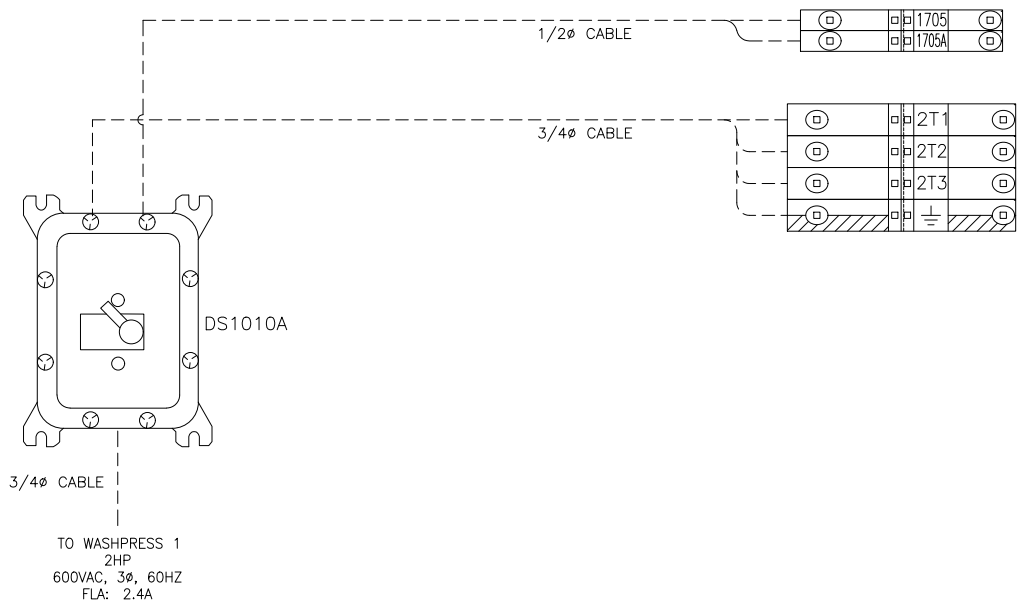 1705
1/2ø CABLE
1705A
2T1
3/4ø CABLE
2T2
2T3
DS1010A
3/4ø CABLE
TO WASHPRESS 1
2HP
600VAC, 3ø, 60HZ
FLA: 2.4A